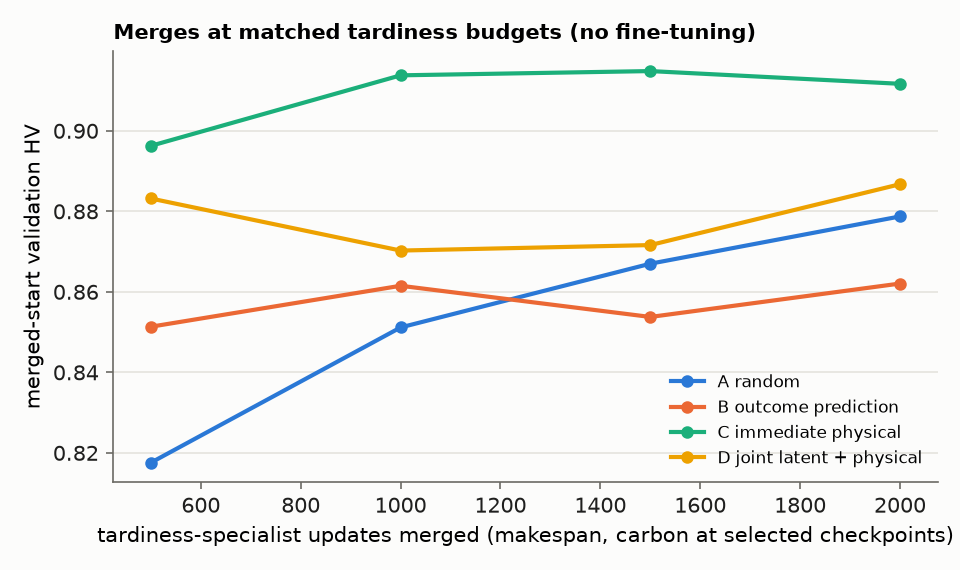 Merges at matched tardiness budgets (no fine-tuning)
merged-start validation HV
0.90
0.88
0.86
0.84
0.82
A random
B outcome prediction
C immediate physical
D joint latent + physical
600 800 1000 1200 1400 1600 1800 2000
tardiness-specialist updates merged (makespan, carbon at selected checkpoints)